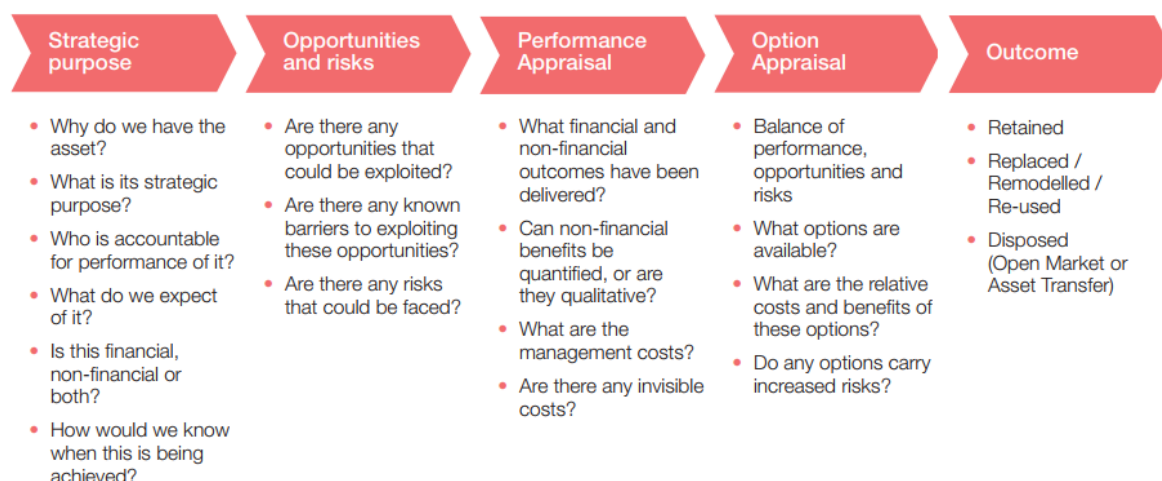 Strategic
purpose
• Why do we have the
asset?
• What is its strategic
purpose?
• Who is accountable
for performance of it?
• What do we expect
of it?
• Is this financial,
non-financial or
both?
• How would we know
when this is being
achieved?
Opportunities
and risks
• Are there any
opportunities that
could be exploited?
• Are there any known
barriers to exploiting
these opportunities?
• Are there any risks
that could be faced?
Performance
Appraisal
• What financial and
non-financial
outcomes have been
delivered?
• Can non-financial
benefits be
quantified, or are
they qualitative?
• What are the
management costs?
• Are there any invisible
costs?
Option
Appraisal
• Balance of
performance,
opportunities and
risks
• What options are
available?
• What are the relative
costs and benefits of
these options?
• Do any options carry
increased risks?
Outcome
• Retained
• Replaced /
Remodelled /
Re-used
• Disposed
(Open Market or
Asset Transfer)